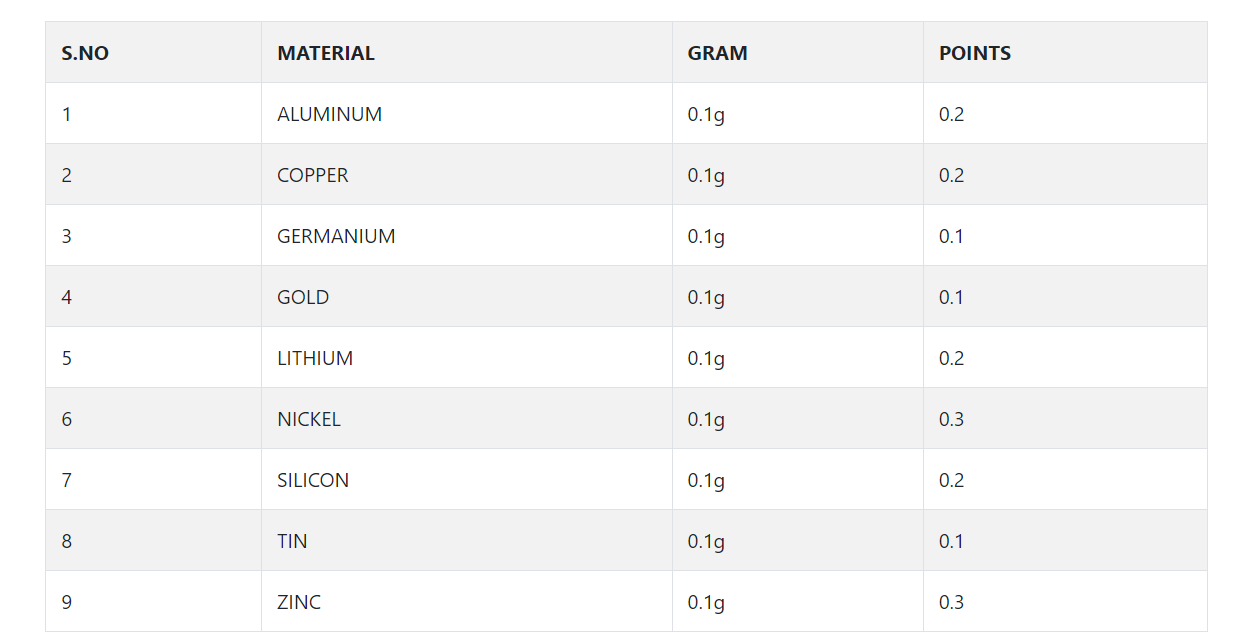 S.NO MATERIAL GRAM POINTS
1 ALUMINUM 0.1g 0.2
2 COPPER 0.1g 0.2
3 GERMANIUM 0.1g 0.1
4 GOLD 0.1g 0.1
5 LITHIUM 0.1g 0.2
6 NICKEL 0.1g 0.3
7 SILICON 0.1g 0.2
8 TIN 0.1g 0.1
9 ZINC 0.1g 0.3